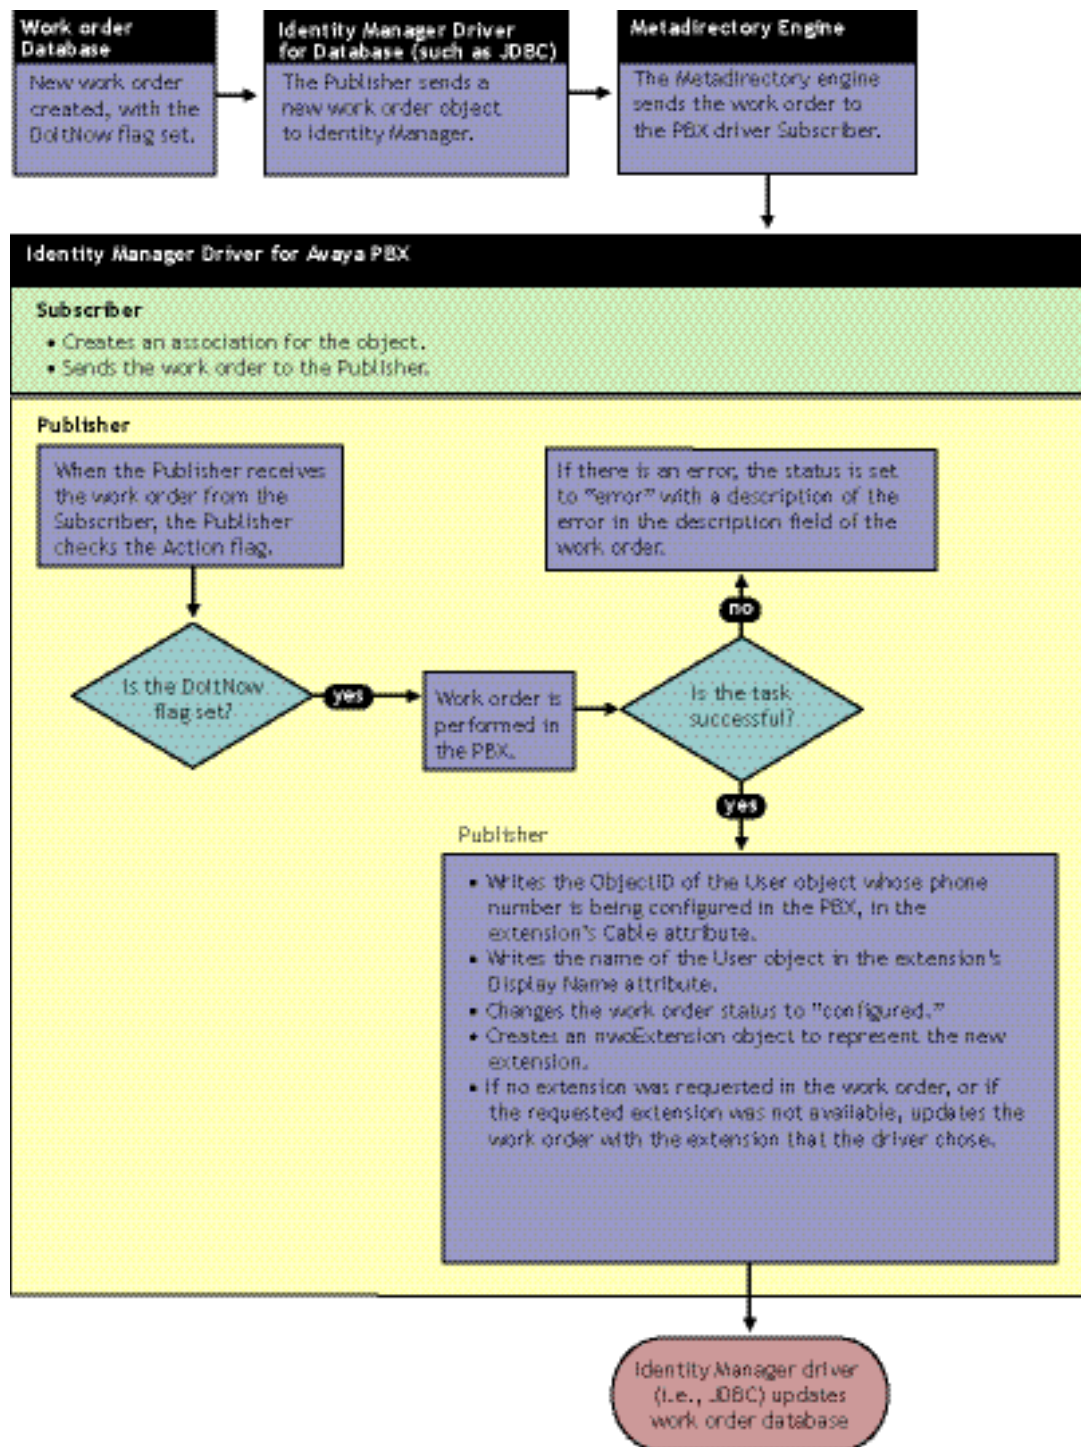 Work order
Database
New work order
created, with the
DoItNow flag set.
Identity Manager Driver
for Database (such as JDBC)
The Publisher sends a
new work order object
to Identity Manager.
Metadirectory Engine
The Metadirectory engine
sends the work order to
the PBX driver Subscriber.
Identity Manager Driver for Avaya PBX
Subscriber
• Creates an association for the object.
• Sends the work order to the Publisher.
Publisher
When the Publisher receives
the work order from the
Subscriber, the Publisher
checks the Action flag.
If there is an error, the status is set
to "error" with a description of the
error in the description field of the
work order.
no
Is the DoItNow
flag set?
yes
Work order is
performed in
the PBX.
Is the task
successful?
yes
Publisher
• Writes the ObjectID of the User object whose phone
number is being configured in the PBX, in the
extension's Cable attribute.
• Writes the name of the User object in the extension's
Display Name attribute.
• Changes the work order status to "configured."
• Creates an nwoExtension object to represent the new
extension.
• If no extension was requested in the work order, or if
the requested extension was not available, updates the
work order with the extension that the driver chose.
Identity Manager driver
(i.e., JDBC) updates
work order database